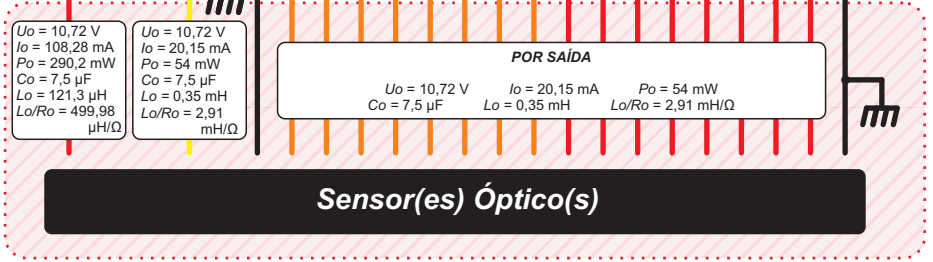 Uo = 10,72 V
Io = 108,28 mA
Po = 290,2 mW
Co = 7,5 µF
Lo = 121,3 µH
Lo/Ro = 499,98
µH/Ω
Uo = 10,72 V
Io = 20,15 mA
Po = 54 mW
Co = 7,5 µF
Lo = 0,35 mH
Lo/Ro = 2,91
mH/Ω
POR SAÍDA
Uo = 10,72 V Io = 20,15 mA Po = 54 mW
Co = 7,5 µF Lo = 0,35 mH Lo/Ro = 2,91 mH/Ω
Sensor(es) Óptico(s)